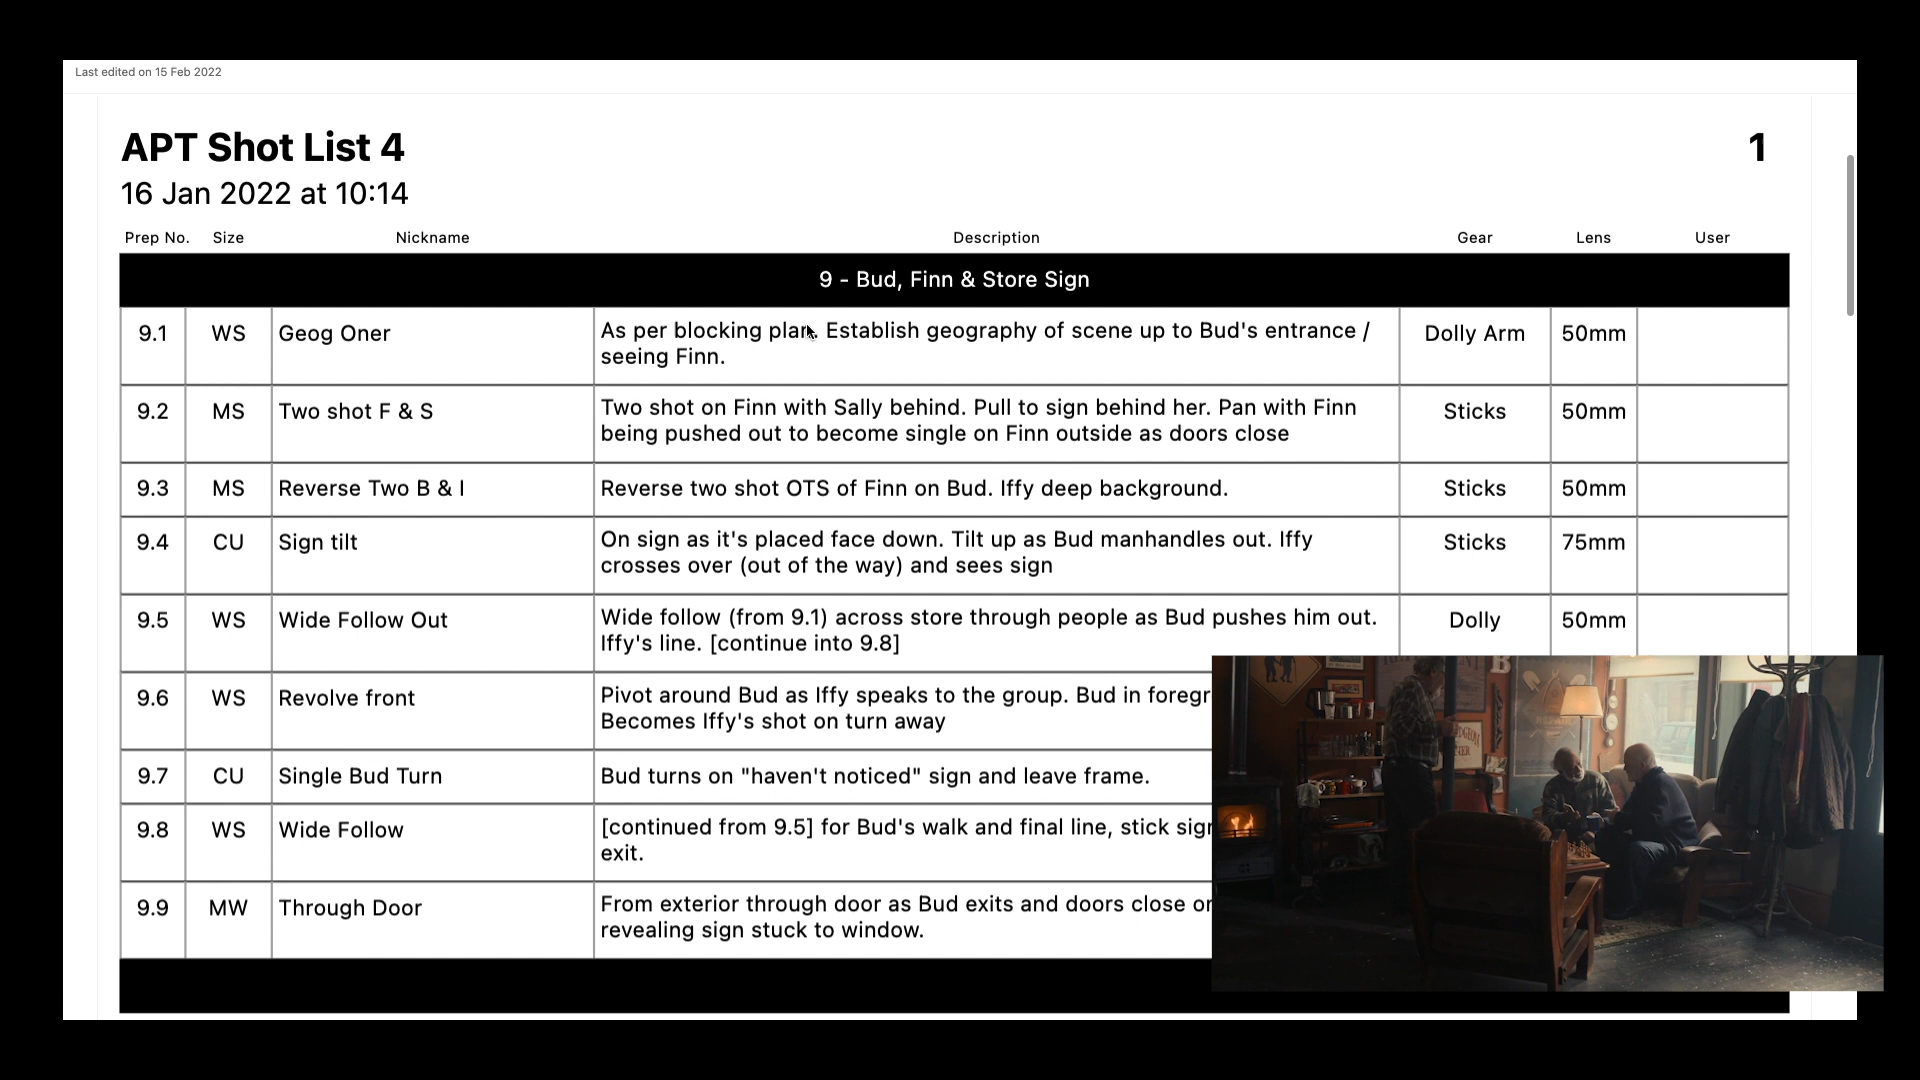 Last edited on 15 Feb 2022
APT Shot List 4
1
16 Jan 2022 at 10:14
Prep No. Size Nickname Description Gear Lens User
9 - Bud, Finn & Store Sign
9.1 WS Geog Oner As per blocking plan. Establish geography of scene up to Bud's entrance / Dolly Arm 50mm
seeing Finn.
9.2 MS Two shot F & S Two shot on Finn with Sally behind. Pull to sign behind her. Pan with Finn Sticks 50mm
being pushed out to become single on Finn outside as doors close
9.3 MS Reverse Two B & I Reverse two shot OTS of Finn on Bud. Iffy deep background. Sticks 50mm
9.4 CU Sign tilt On sign as it's placed face down. Tilt up as Bud manhandles out. Iffy Sticks 75mm
crosses over (out of the way) and sees sign
9.5 WS Wide Follow Out Wide follow (from 9.1) across store through people as Bud pushes him out. Dolly 50mm
Iffy's line. [continue into 9.8]
9.6 WS Revolve front Pivot around Bud as Iffy speaks to the group. Bud in
Becomes Iffy's shot on turn away
9.7 CU Single Bud Turn Bud turns on "haven't noticed" sign and leave frame.
9.8 WS Wide Follow [continued from 9.5] for Bud's walk and final line, stick
exit.
9.9 MW Through Door From exterior through door as Bud exits and doors close
revealing sign stuck to window.